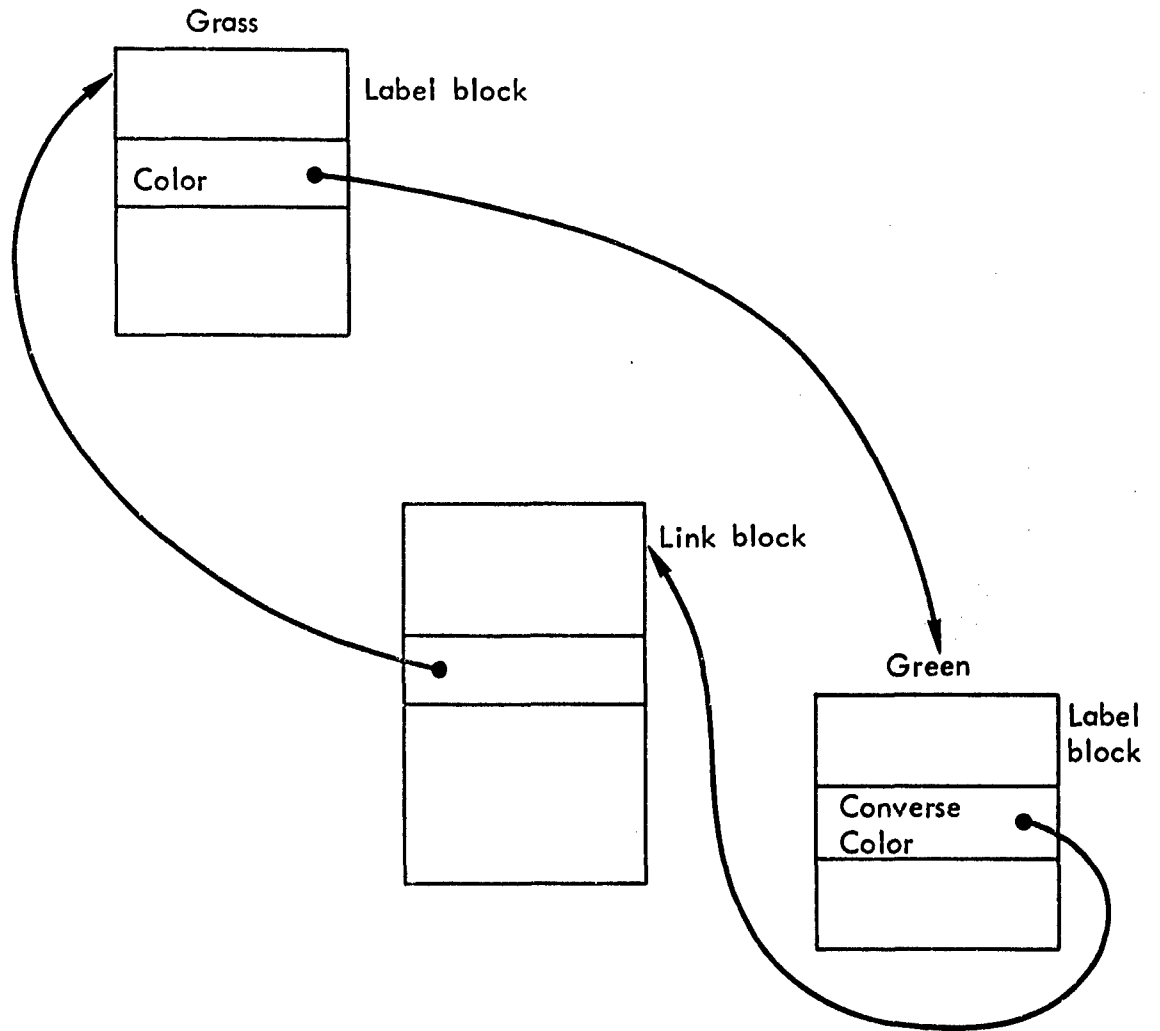 Grass
Label block
Color
Link block
Green
Label
block
Converse
Color